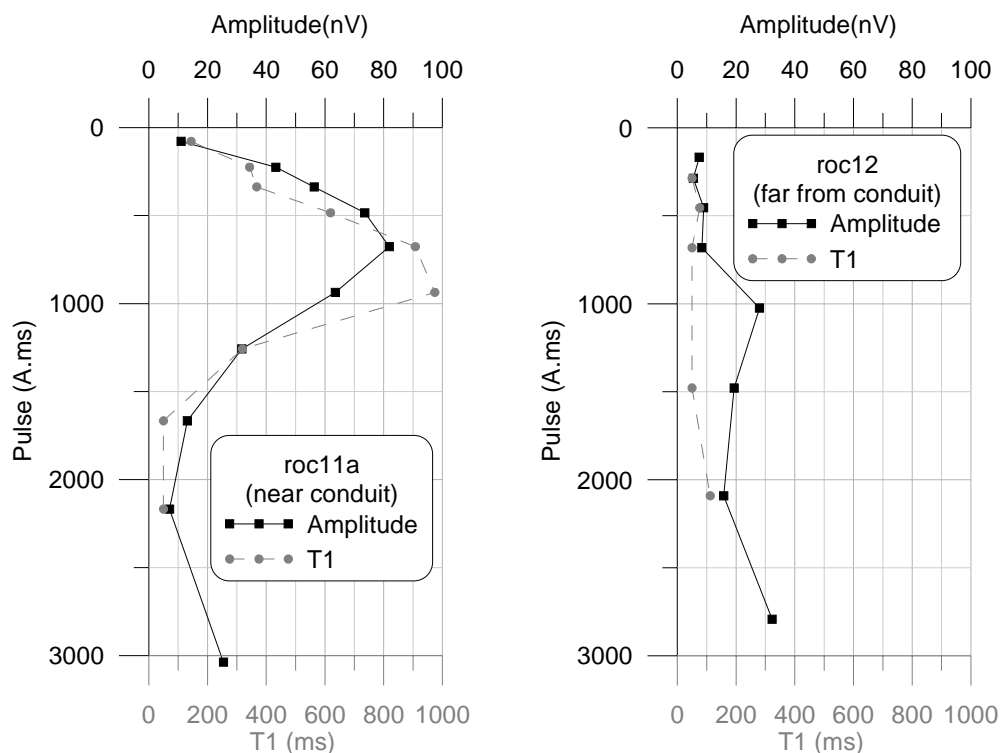 Amplitude(nV)
0 20 40 60 80 100
Pulse (A.ms)
0
1000
2000
3000
roc11a
(near conduit)
Amplitude
T1
0 200 400 600 800 1000
T1 (ms)
Amplitude(nV)
0 20 40 60 80 100
Pulse (A.ms)
0
1000
2000
3000
roc12
(far from conduit)
Amplitude
T1
0 200 400 600 800 1000
T1 (ms)